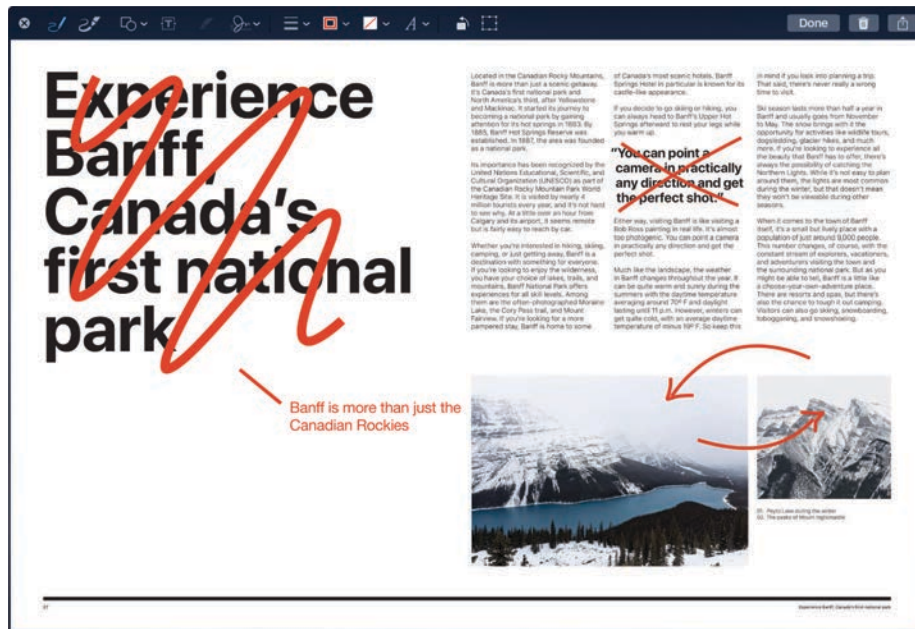 Done
Experience
Banff,
Canada's
first national
park
Banff is more than just the
Canadian Rockies
Located in the Canadian Rocky Mountains,
Banff is more than just a scenic getaway.
It's Canada's first national park and
North America's third, after Yellowstone
and Mackinac. It started its journey to
becoming a national park by gaining
attention for its hot springs in 1883. By
1885, Banff Hot Springs Reserve was
established. In 1887, the area was founded
as a national park.
Its importance has been recognized by the
United Nations Educational, Scientific, and
Cultural Organization (UNESCO) as part of
the Canadian Rocky Mountain Park World
Heritage Site. It is visited by nearly 4
million tourists every year, and it's not hard
to see why. At a little over an hour from
Calgary and its airport, it seems remote
but is fairly easy to reach by car.
Whether you're interested in hiking, skiing,
camping, or just getting away, Banff is a
destination with something for everyone.
If you're looking to enjoy the wilderness,
you have your choice of lakes, trails, and
mountains, Banff National Park offers
experiences for all skill levels. Among
them are the often-photographed Moraine
Lake, the Cory Pass trail, and Mount
Fairview. If you're looking for a more
pampered stay, Banff is home to some
of Canada's most scenic hotels. Banff
Springs Hotel in particular is known for its
castle-like appearance.
If you decide to go skiing or hiking, you
can always head to Banff's Upper Hot
Springs afterward to rest your legs while
you warm up.
"You can point a
camera in practically
any direction and get
the perfect shot."
Either way, visiting Banff is like visiting a
Bob Ross painting in real life. It's almost
too photogenic. You can point a camera
in practically any direction and get the
perfect shot.
Much like the landscape, the weather
in Banff changes throughout the year. It
can be quite warm and sunny during the
summers with the daytime temperature
averaging around 70º F and daylight
lasting until 11 p.m. However, winters can
get quite cold, with an average daytime
temperature of minus 19º F. So keep this
in mind if you look into planning a trip.
That said, there's never really a wrong
time to visit.
Ski season lasts more than half a year in
Banff and usually goes from November
to May. The snow brings with it the
opportunity for activities like wildlife tours,
dogsledding, glacier hikes, and much
more. If you're looking to experience all
the beauty that Banff has to offer, there's
always the possibility of catching the
Northern Lights. While it's not easy to plan
around them, the lights are most common
during the winter, but that doesn't mean
they won't be viewable during other
seasons.
When it comes to the town of Banff
itself, it's a small but lively place with a
population of just around 9,000 people.
This number changes, of course, with the
constant stream of explorers, vacationers,
and adventurers visiting the town and
the surrounding national park. But as you
might be able to tell, Banff is a little like
a choose-your-own-adventure place.
There are resorts and spas, but there's
also the chance to tough it out camping.
Visitors can also go skiing, snowboarding,
tobogganing, and snowshoeing.
01. Peyto Lake during the winter
02. The peaks of Mount
Experience Banff, Canada's first national park